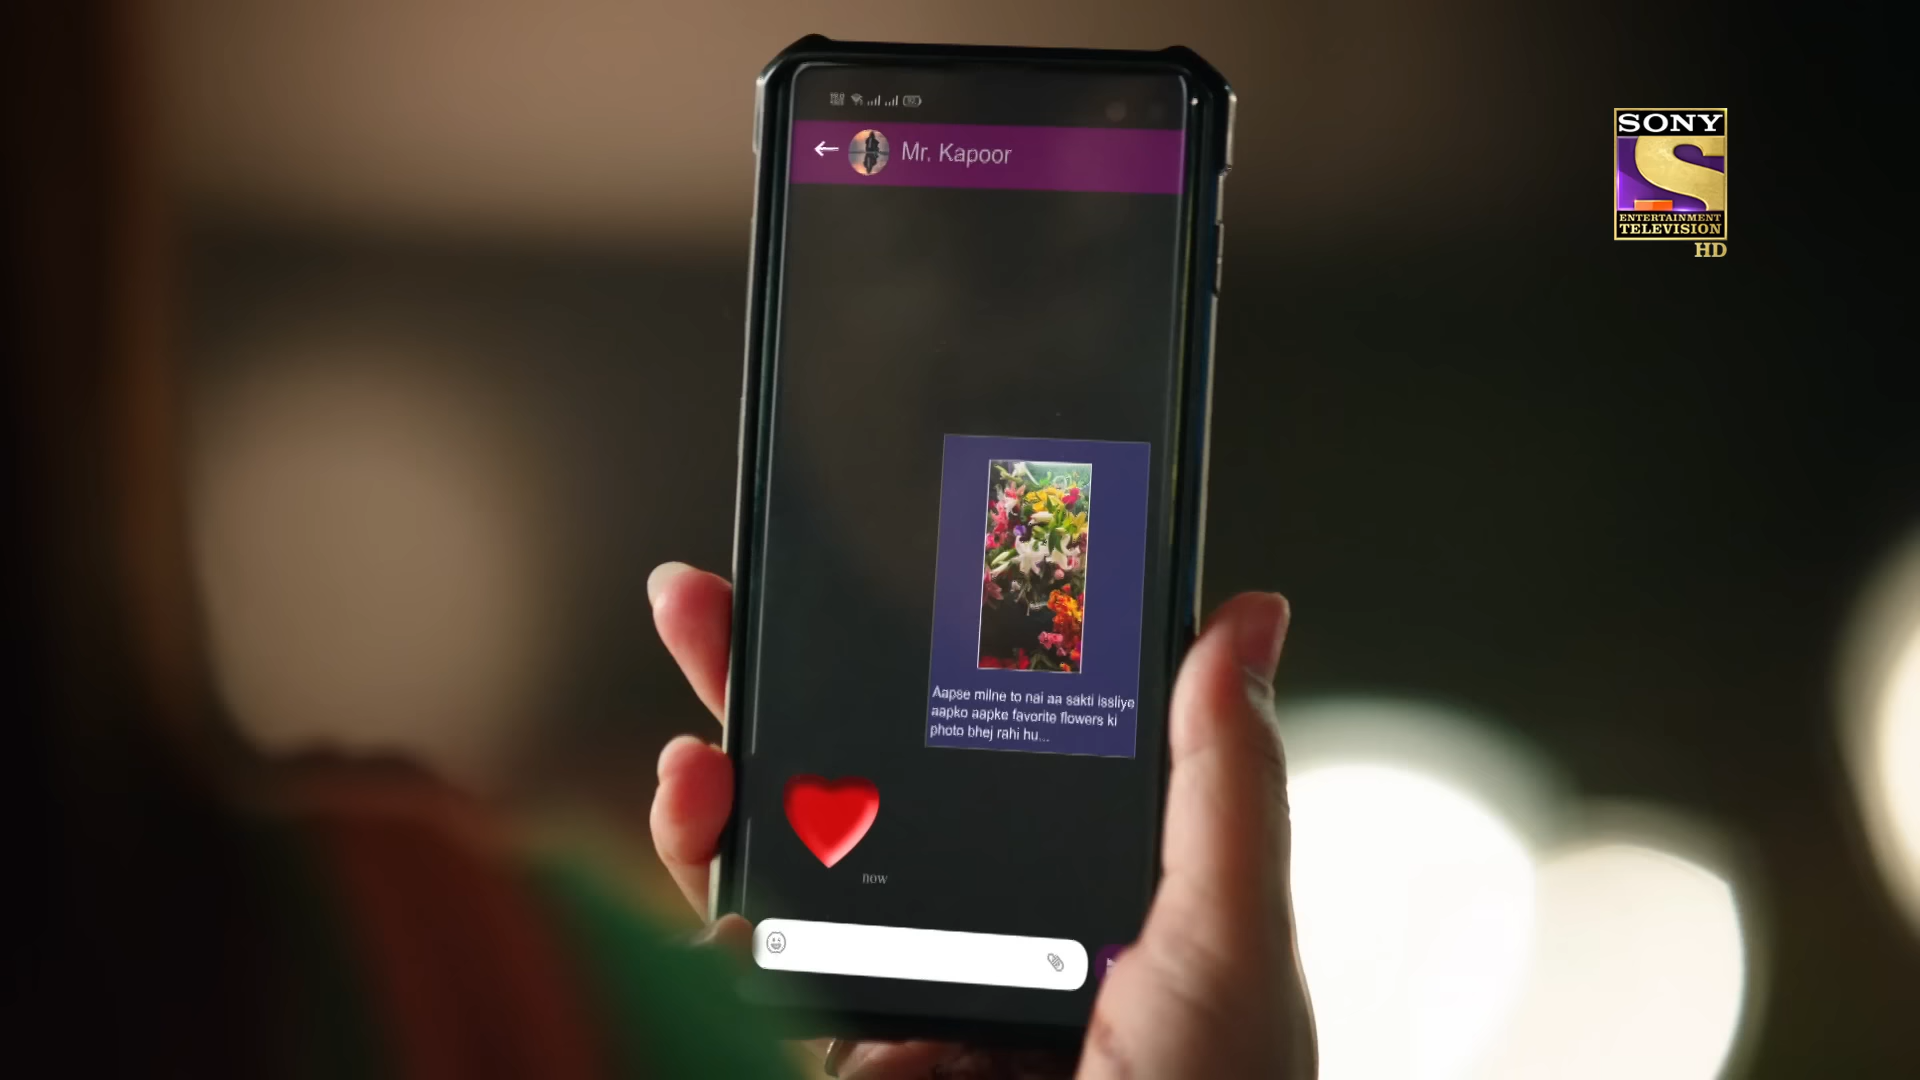 SONY
ENTERTAINMENT
TELEVISION
HD
Mr. Kapoor
Aapse milne to nai aa sakti issliye
aapko aapke favorite flowers ki
photo bhej rahi hu...
now